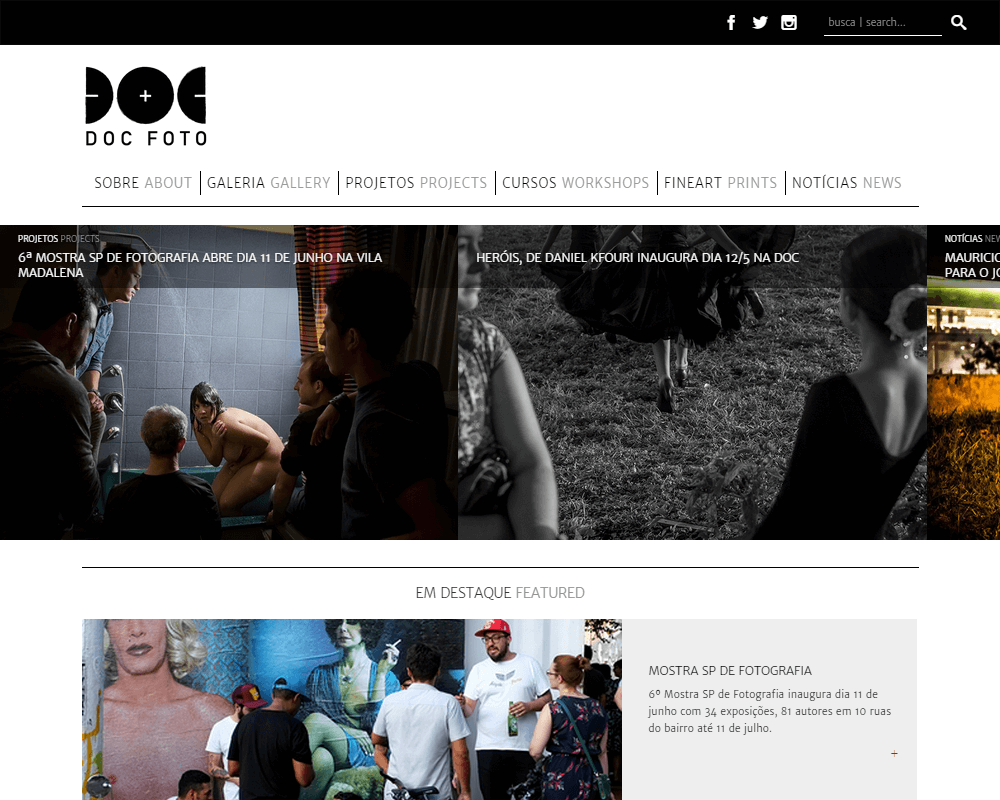 busca | search...
DOC
DOC FOTO
SOBRE ABOUT
GALERIA GALLERY
PROJETOS PROJECTS
CURSOS WORKSHOPS
FINEART PRINTS
NOTÍCIAS NEWS
PROJETOS PROJECTS
6ª MOSTRA SP DE FOTOGRAFIA ABRE DIA 11 DE JUNHO NA VILA
MADALENA
HERÓIS, DE DANIEL KFOURI INAUGURA DIA 12/5 NA DOC
NOTÍCIAS NEW
MAURICIO
PARA O JO
EM DESTAQUE FEATURED
MOSTRA SP DE FOTOGRAFIA
6º Mostra SP de Fotografia inaugura dia 11 de
junho com 34 exposições, 81 autores em 10 ruas
do bairro até 11 de julho.
+